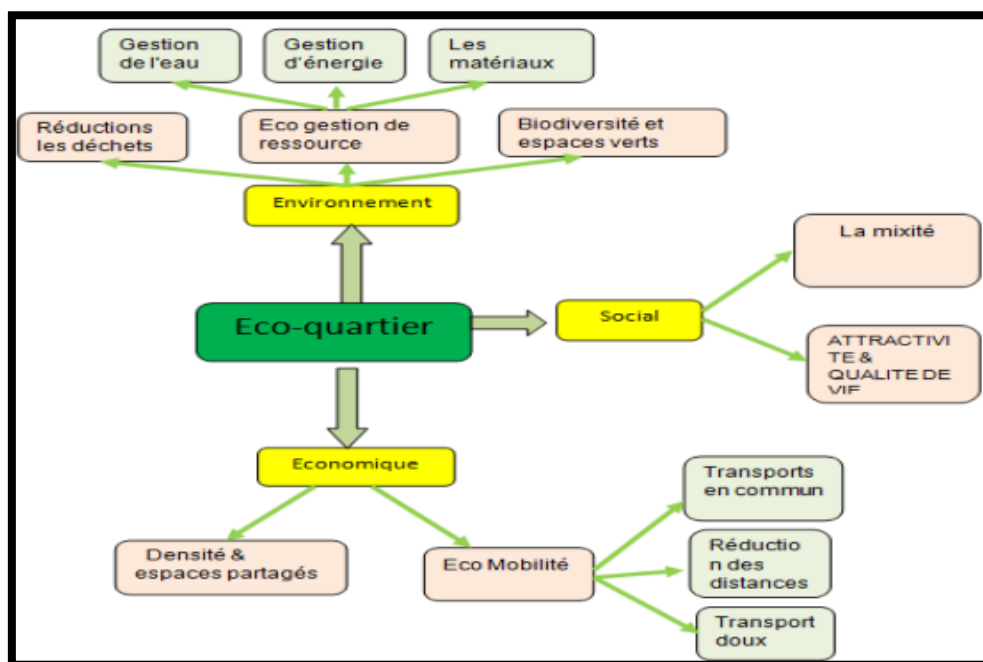 Gestion
de l'eau
Gestion
d'énergie
Les
matériaux
Réductions
les déchets
Eco gestion de
ressource
Biodiversité et
espaces verts
Environnement
La mixité
Eco-quartier
Social
ATTRACTIVI
TE &
QUALITE DE
VIE
Economique
Transports
en commun
Densité &
espaces partagés
Eco Mobilité
Réductio
n des
distances
Transport
doux